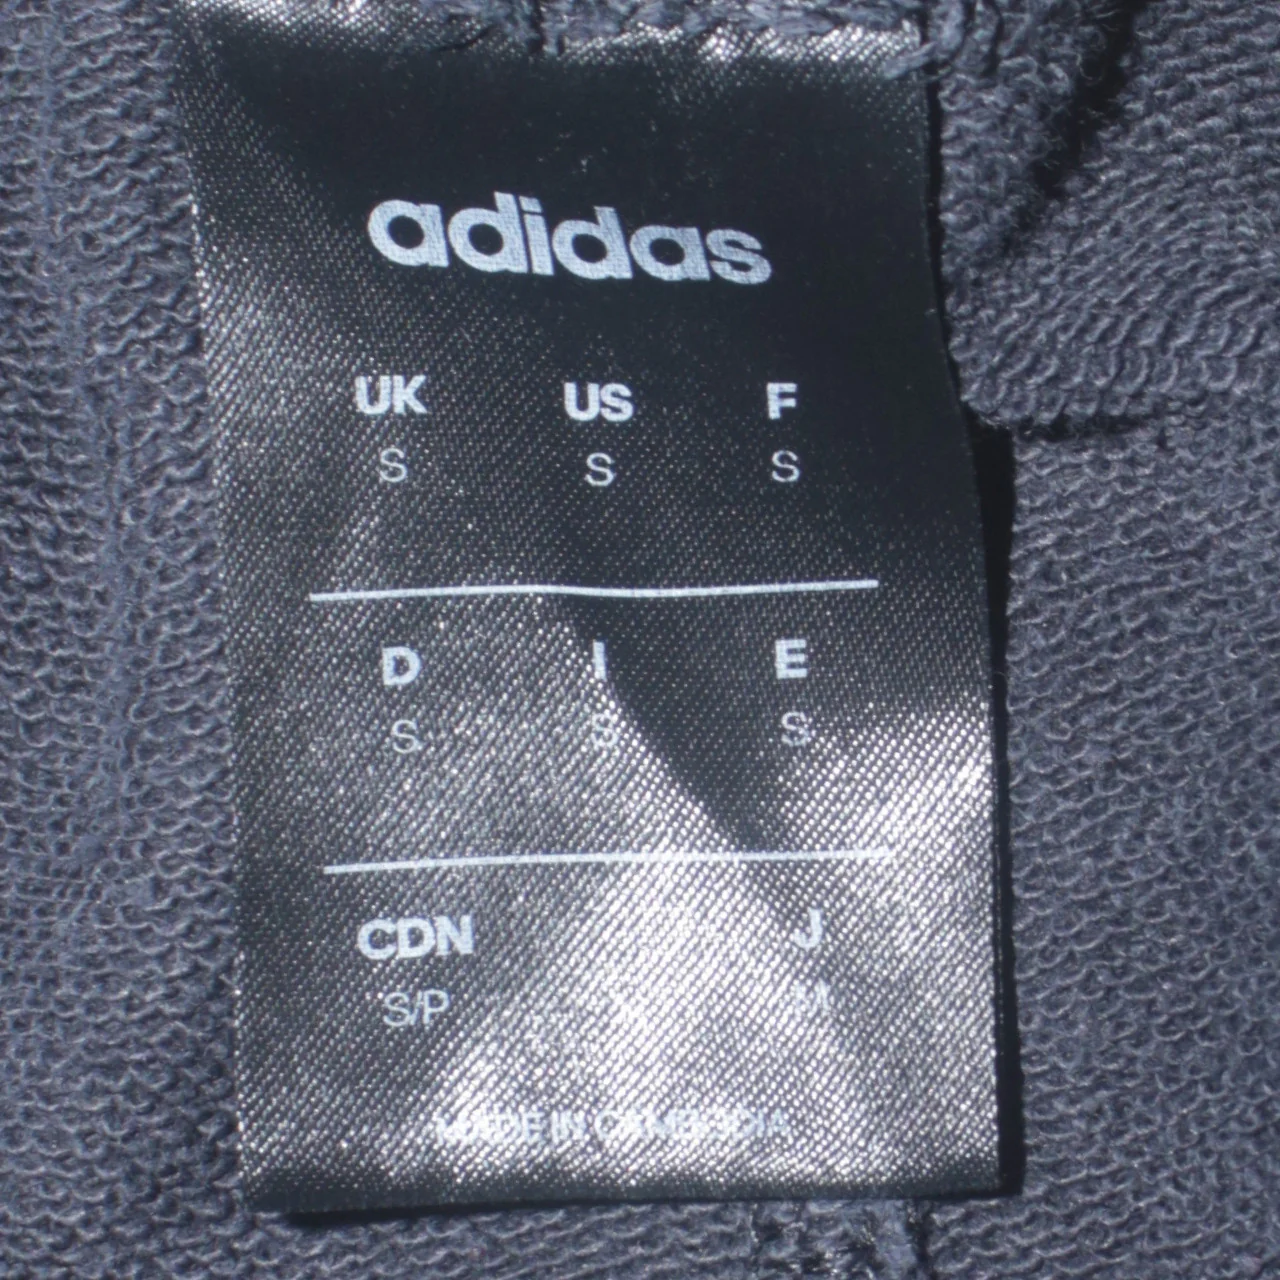 adidas
UK US F
S S S
D I E
S S S
CDN J
S/P M
MADE IN CAMBODIA